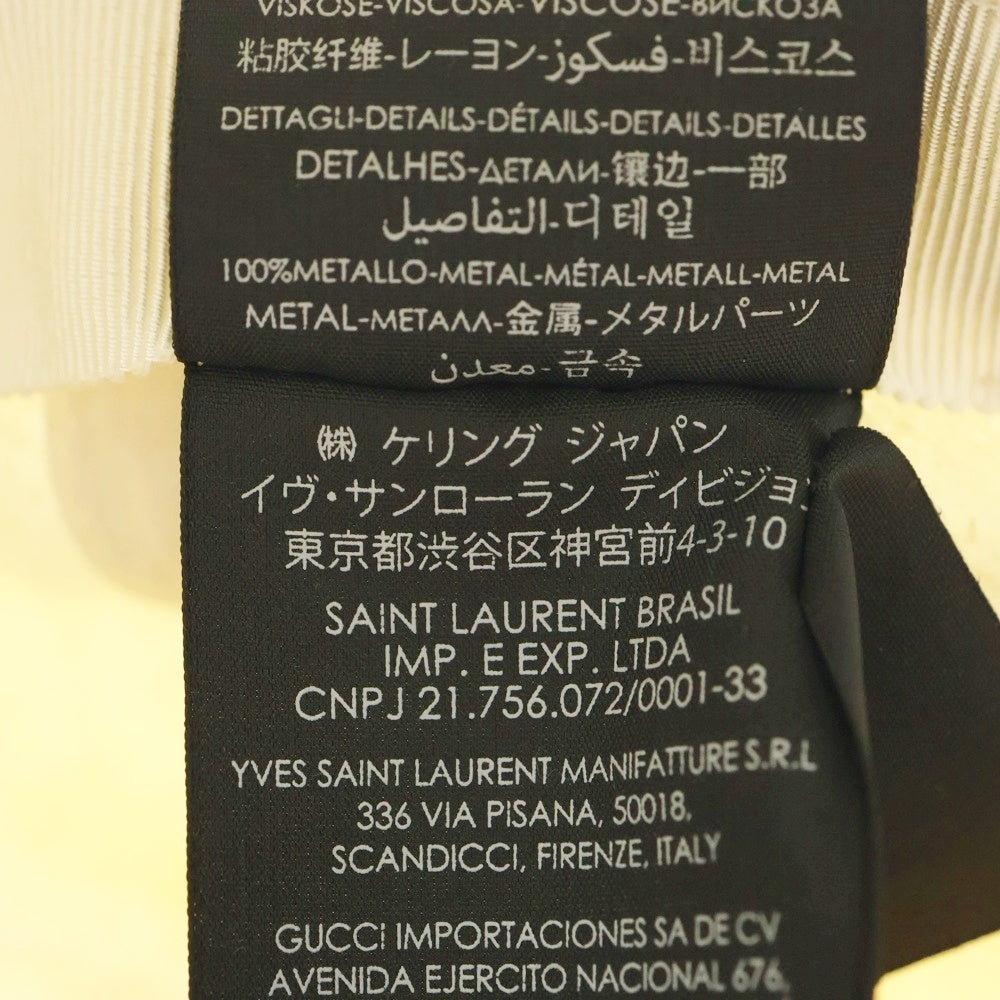 VISKOSE-VISCOSA-VISCOSE-ВИСКОЗА
粘胶纤维-レーヨン-فسكوز-비스코스
DETTAGLI-DETAILS-DÉTAILS-DETAILS-DETALLES
DETALHES-ДЕТАЛИ-镶边-一部
التفاصيل-디테일
100%METALLO-METAL-MÉTAL-METALL-METAL
METAL-МЕТАЛЛ-金属-メタルパーツ
معدن-금속
㈱ ケリング ジャパン
イヴ・サンローラン ディビジョ
東京都渋谷区神宮前4-3-10
SAINT LAURENT BRASIL
IMP. E EXP. LTDA
CNPJ 21.756.072/0001-33
YVES SAINT LAURENT MANIFATTURE S.R.L
336 VIA PISANA, 50018,
SCANDICCI, FIRENZE, ITALY
GUCCI IMPORTACIONES SA DE CV
AVENIDA EJERCITO NACIONAL 676,